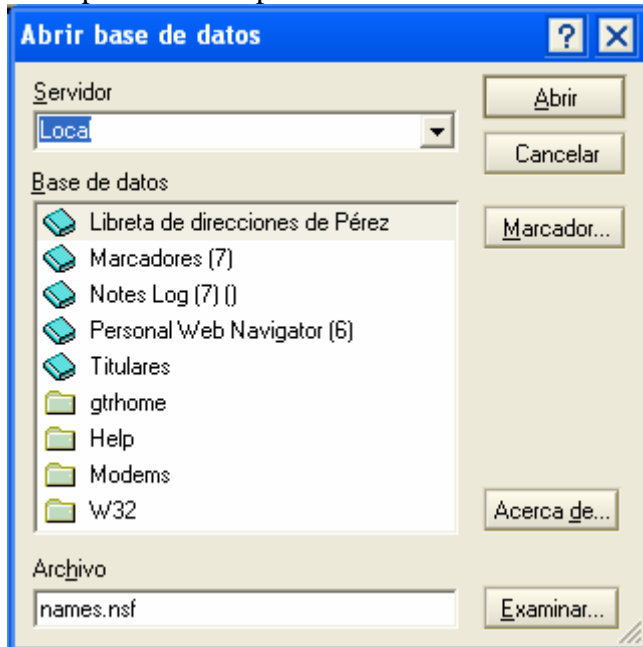 Abrir base de datos
Servidor
Local
Base de datos
Libreta de direcciones de Pérez
Marcadores (7)
Notes Log (7) ()
Personal Web Navigator (6)
Titulares
gtrhome
Help
Modems
W32
Archivo
names.nsf
Abrir
Cancelar
Marcador...
Acerca de...
Examinar...